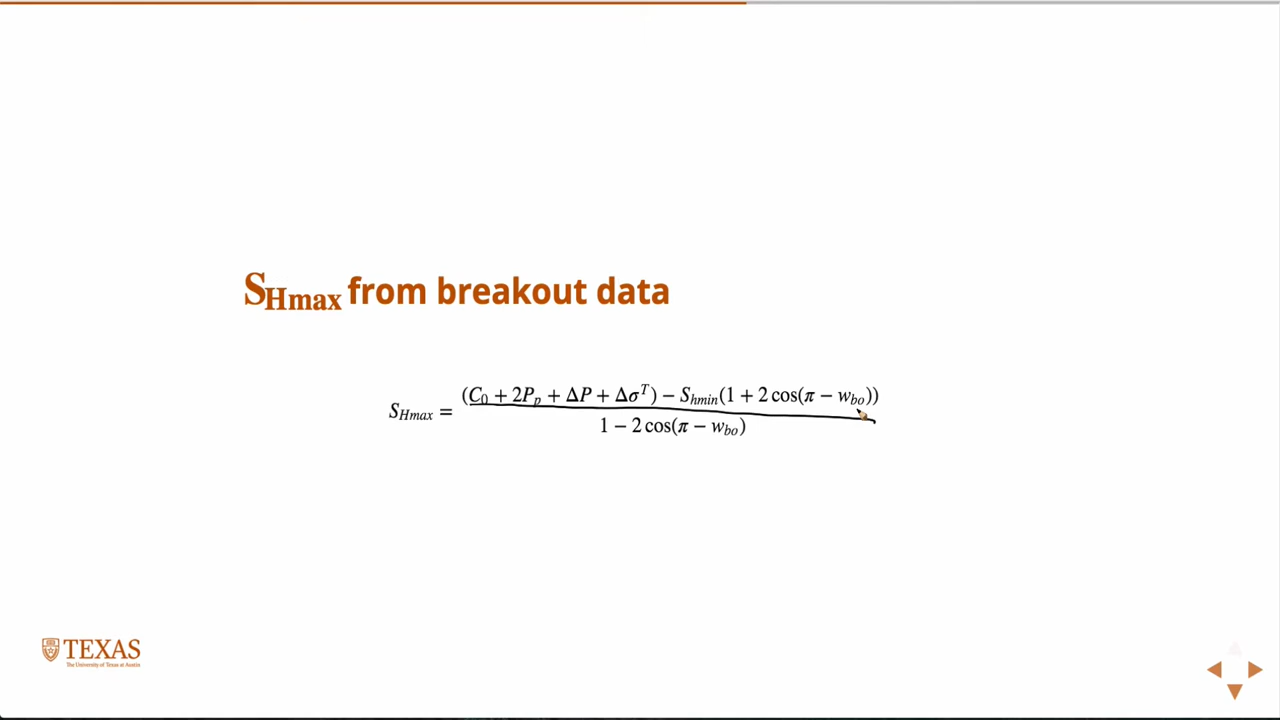 S_Hmax from breakout data
S_Hmax = ((C_0 + 2P_p + ΔP + Δσ^T) − S_hmin(1 + 2 cos(π − w_bo))) / (1 − 2 cos(π − w_bo))
TEXAS
The University of Texas at Austin